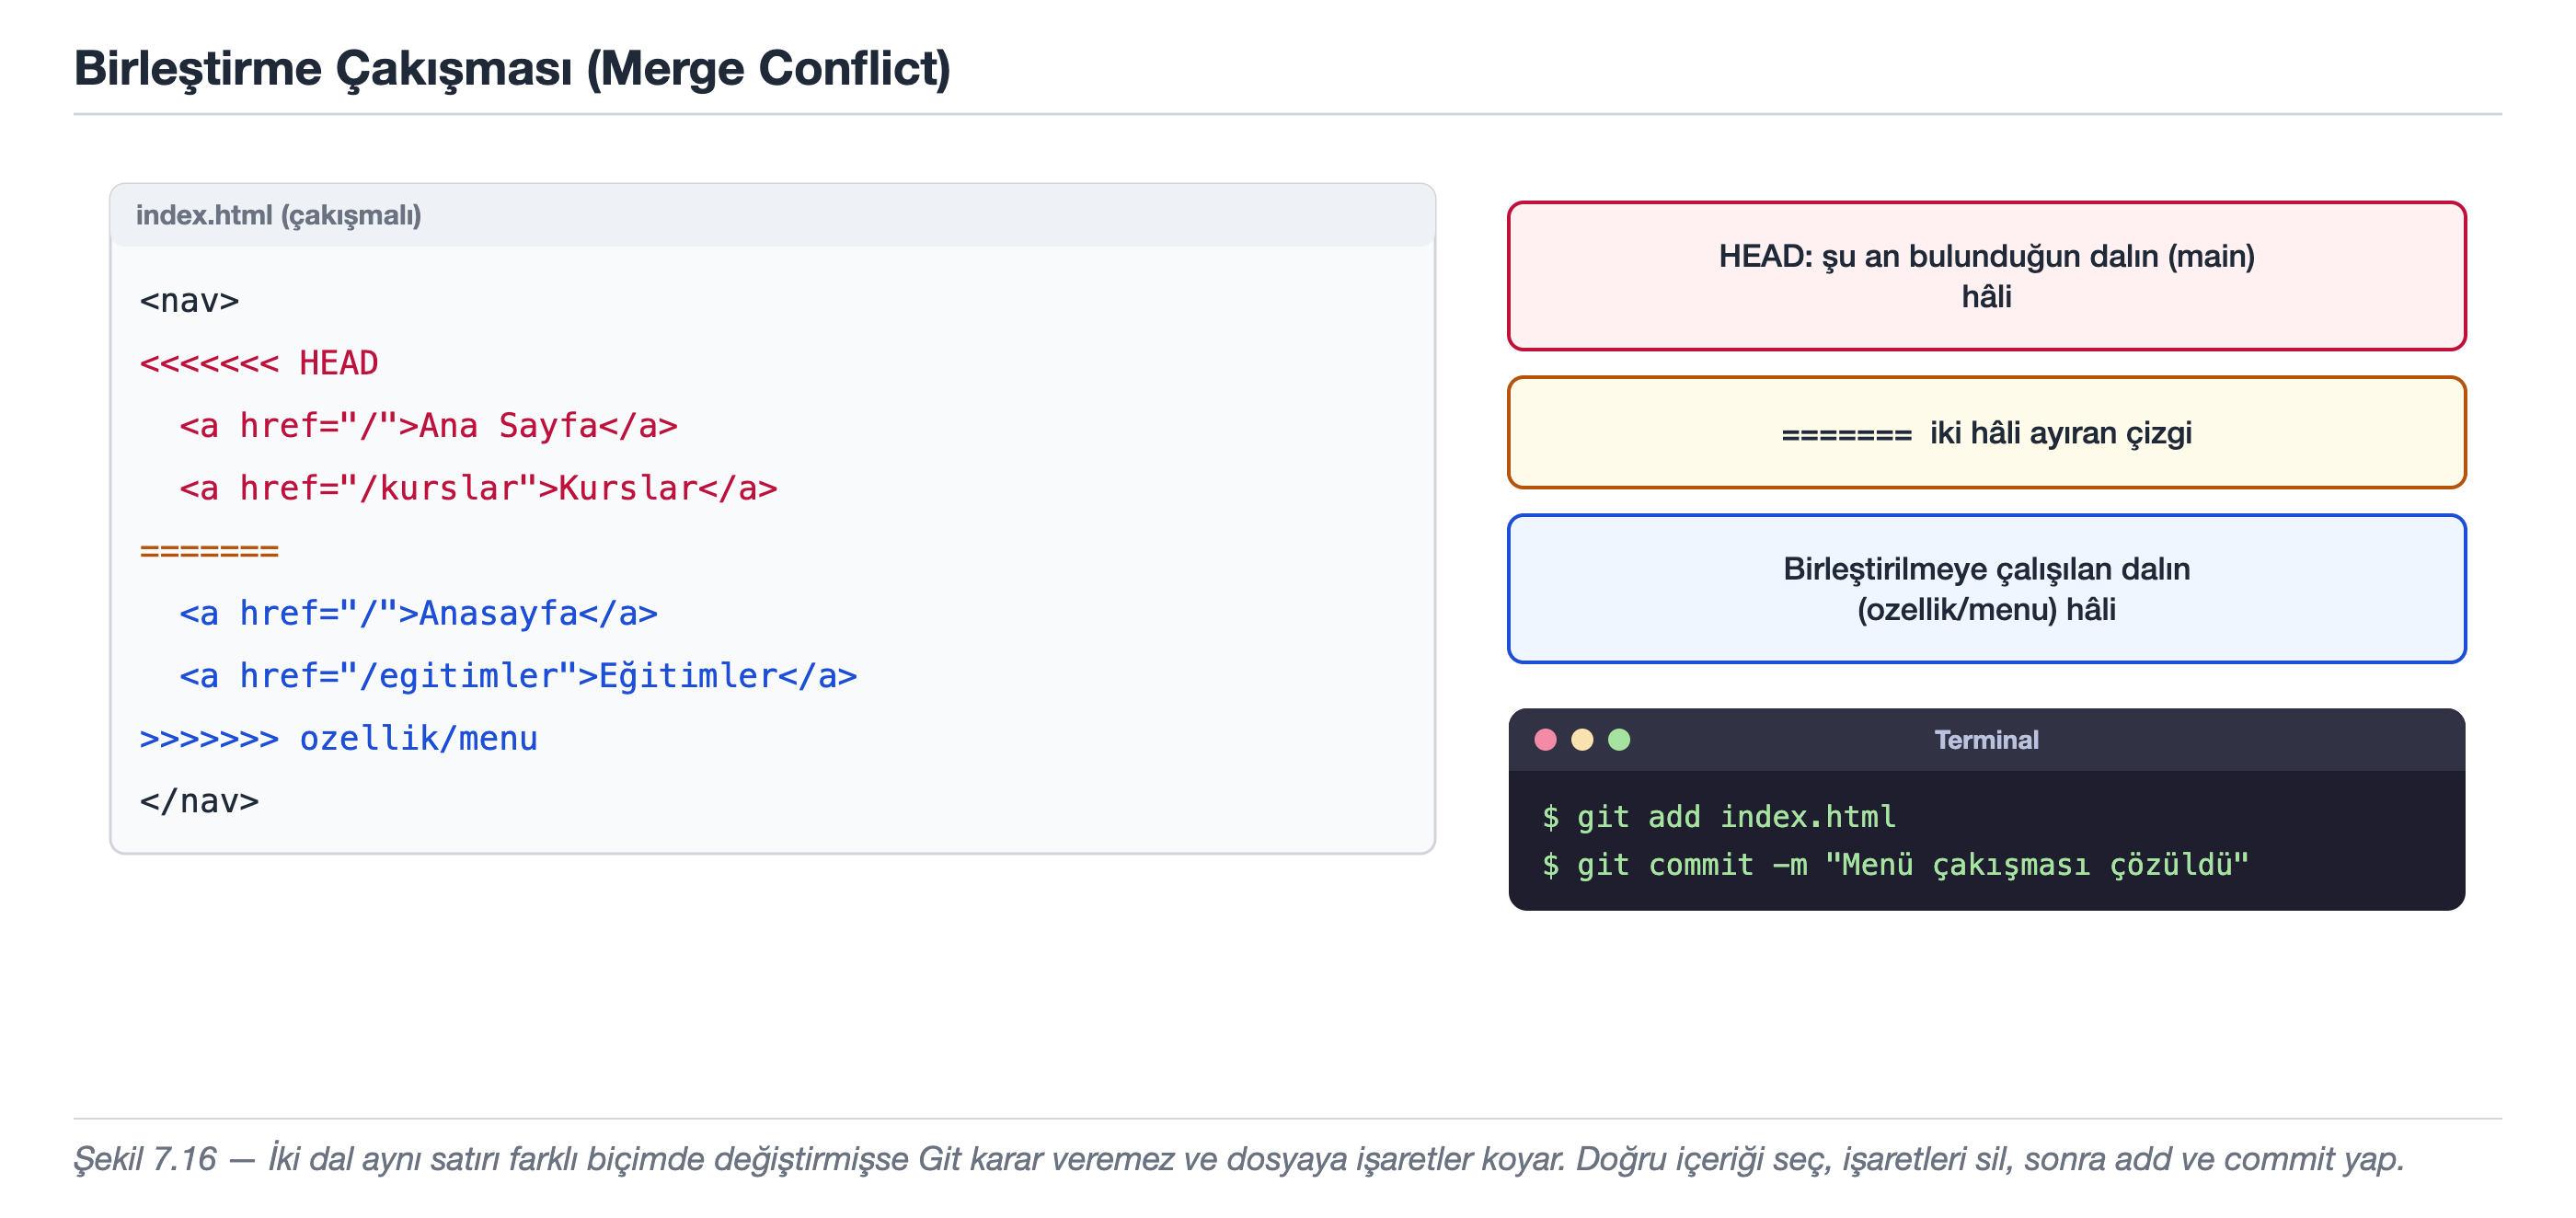 Birleştirme Çakışması (Merge Conflict)
index.html (çakışmalı)
<nav>
<<<<<<< HEAD
  <a href="/">Ana Sayfa</a>
  <a href="/kurslar">Kurslar</a>
=======
  <a href="/">Anasayfa</a>
  <a href="/egitimler">Eğitimler</a>
>>>>>>> ozellik/menu
</nav>
HEAD: şu an bulunduğun dalın (main)
hâli
======= iki hâli ayıran çizgi
Birleştirilmeye çalışılan dalın
(ozellik/menu) hâli
Terminal
$ git add index.html
$ git commit -m "Menü çakışması çözüldü"
Şekil 7.16 — İki dal aynı satırı farklı biçimde değiştirmişse Git karar veremez ve dosyaya işaretler koyar. Doğru içeriği seç, işaretleri sil, sonra add ve commit yap.